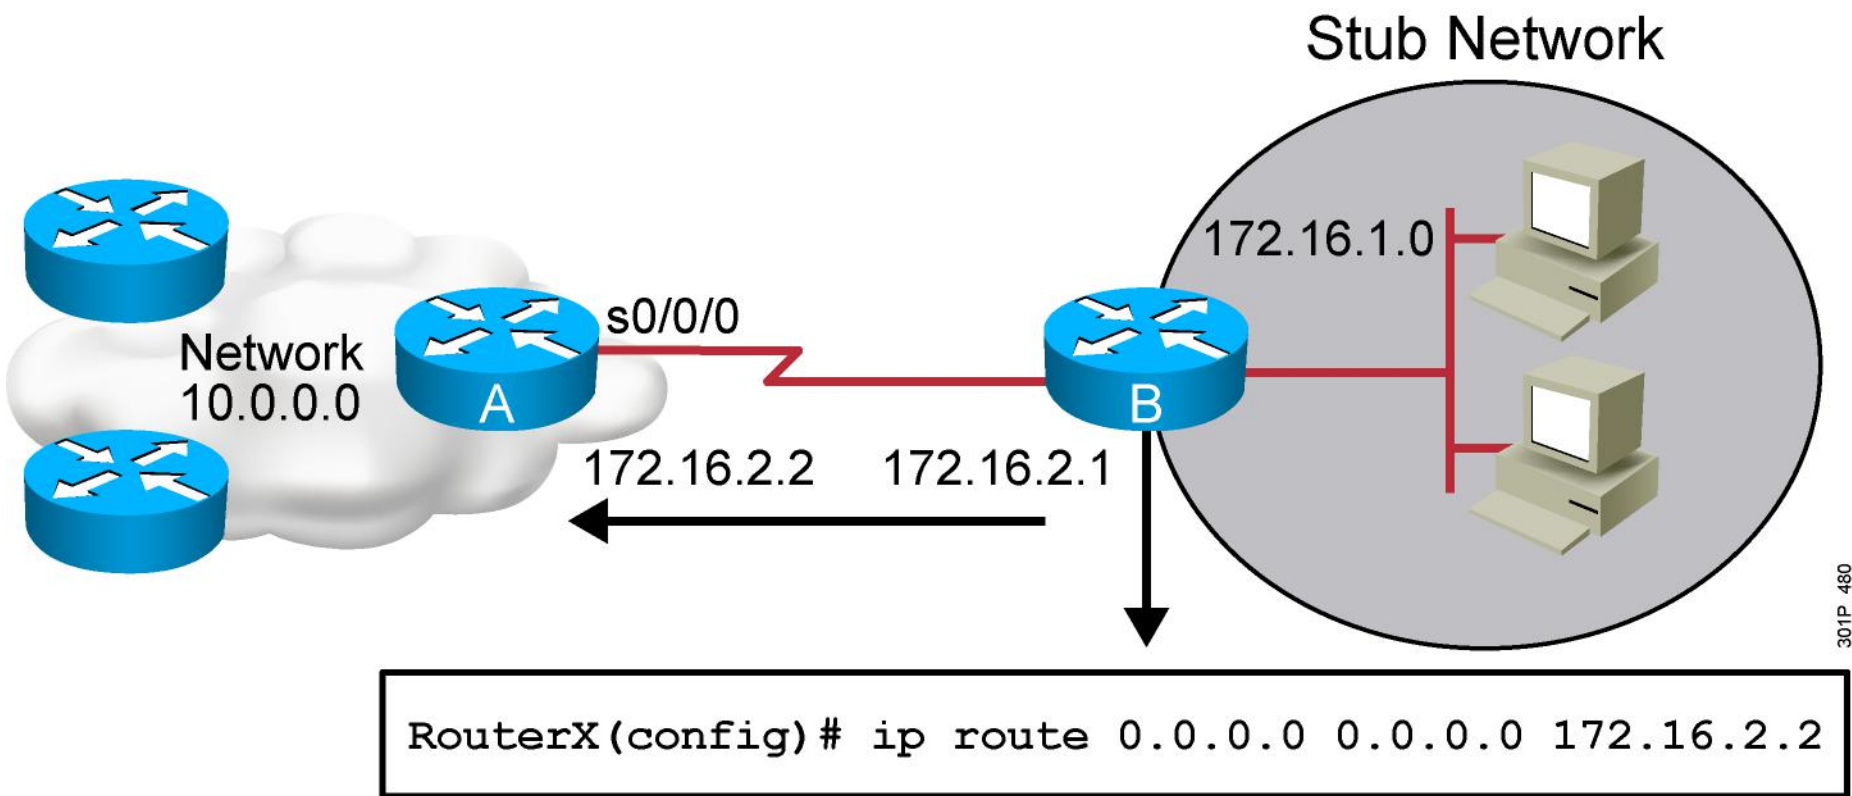 Stub Network
172.16.1.0
s0/0/0
Network
10.0.0.0
A
B
172.16.2.2
172.16.2.1
301P_480
RouterX(config)# ip route 0.0.0.0 0.0.0.0 172.16.2.2